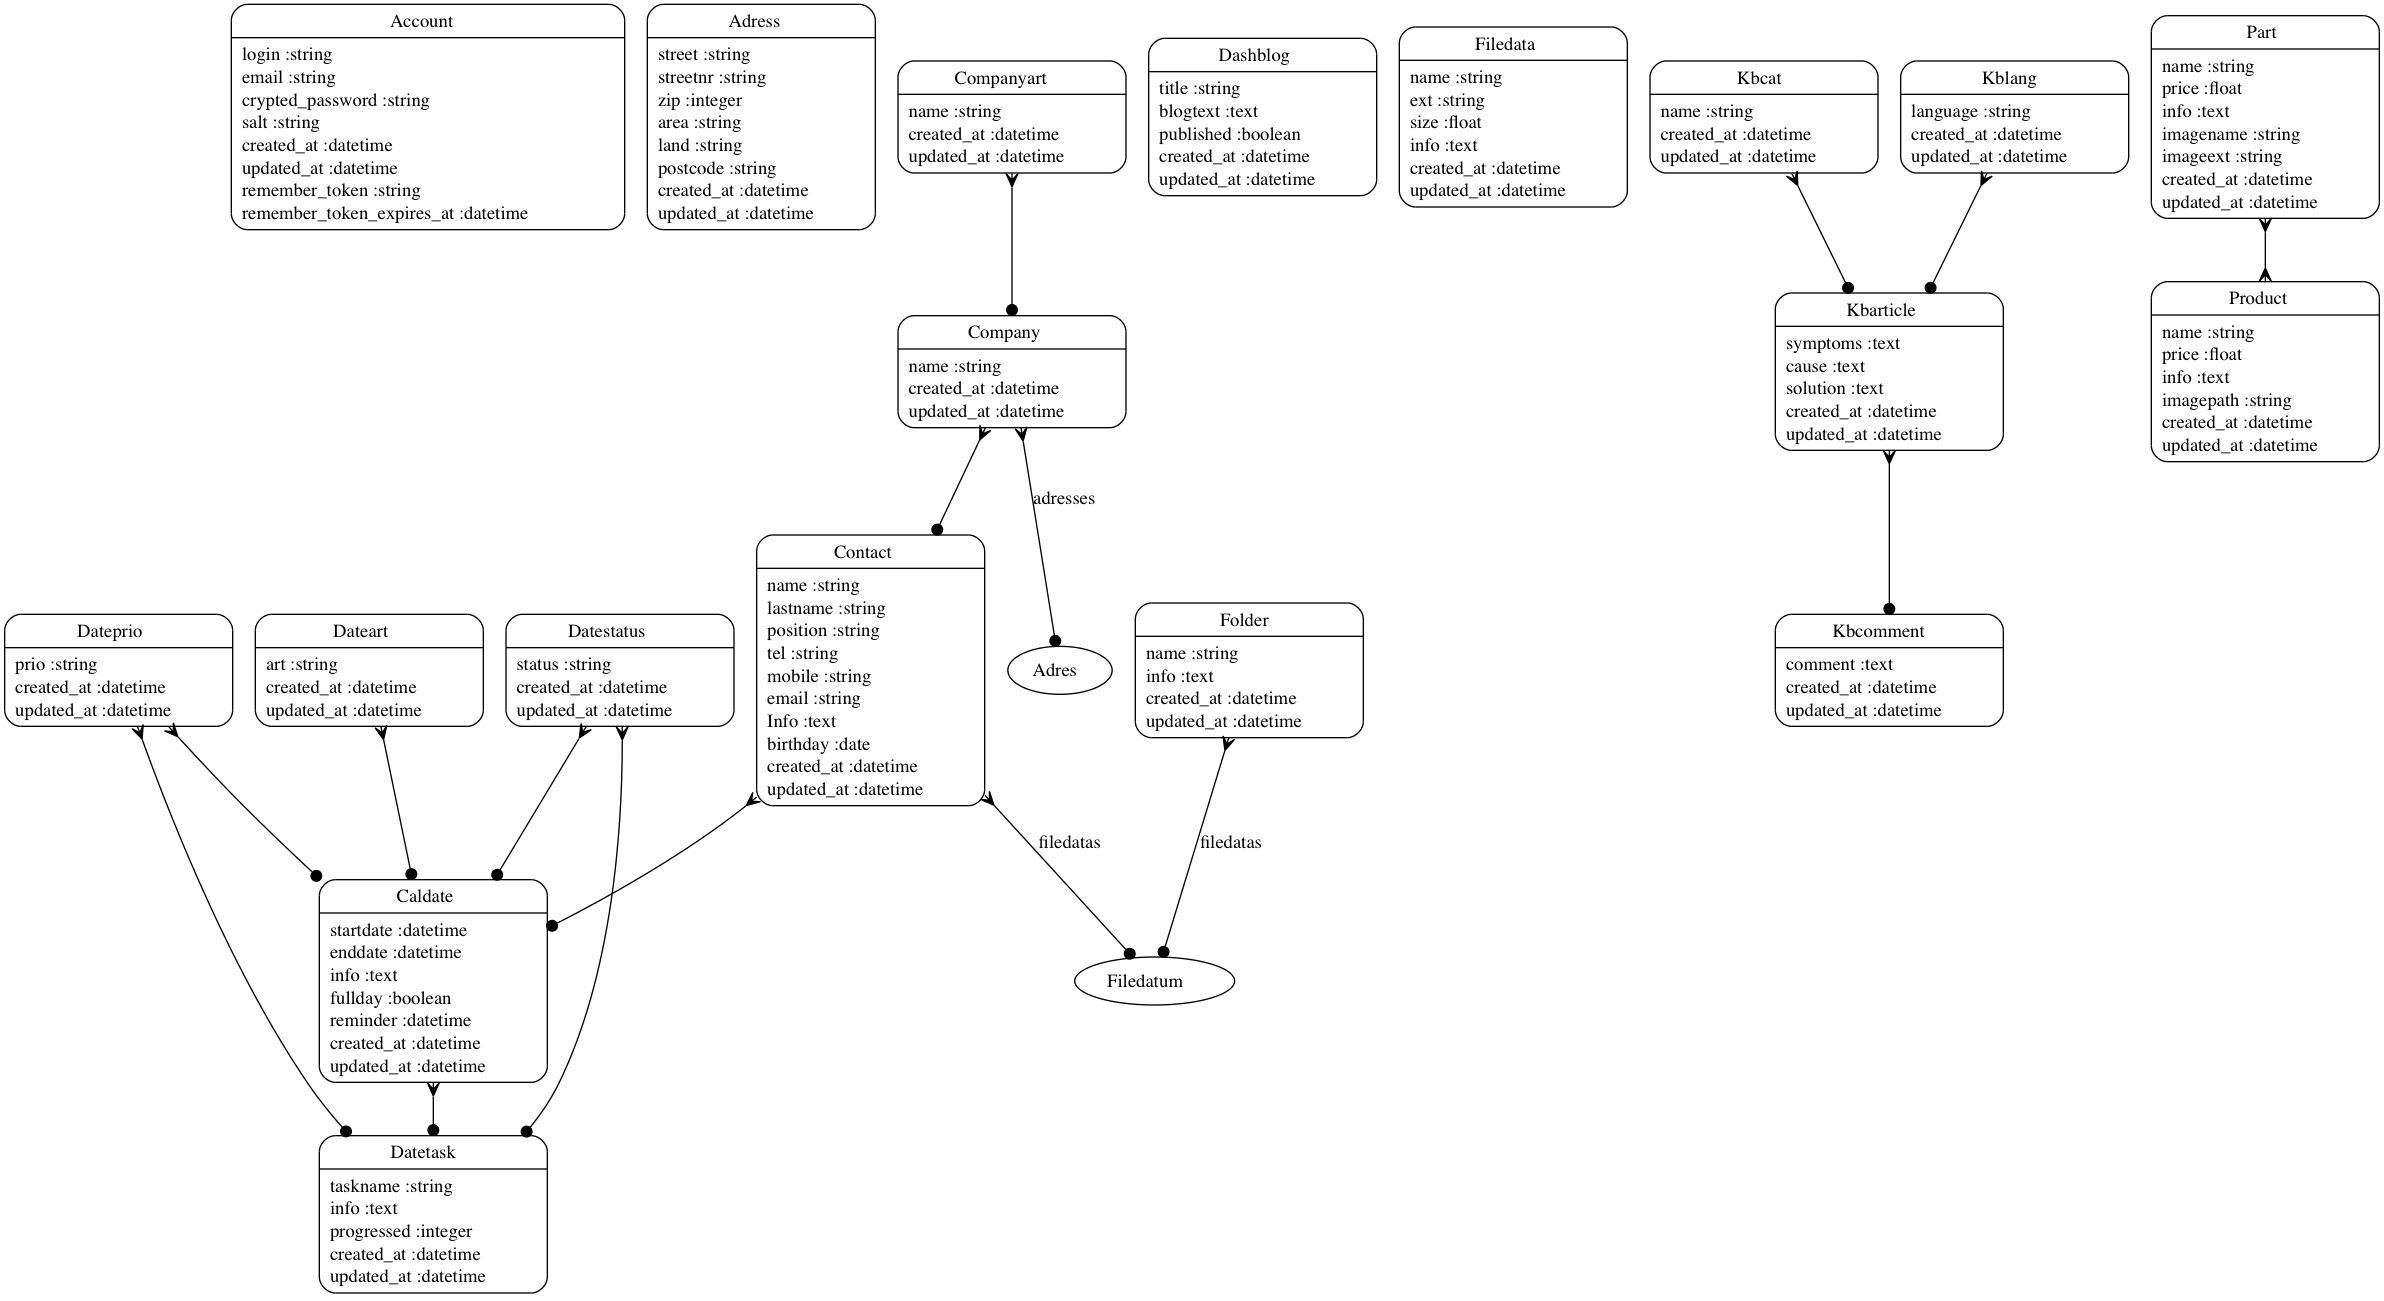 Account
login :string
email :string
crypted_password :string
salt :string
created_at :datetime
updated_at :datetime
remember_token :string
remember_token_expires_at :datetime
Adress
street :string
streetnr :string
zip :integer
area :string
land :string
postcode :string
created_at :datetime
updated_at :datetime
Companyart
name :string
created_at :datetime
updated_at :datetime
Dashblog
title :string
blogtext :text
published :boolean
created_at :datetime
updated_at :datetime
Filedata
name :string
ext :string
size :float
info :text
created_at :datetime
updated_at :datetime
Kbcat
name :string
created_at :datetime
updated_at :datetime
Kblang
language :string
created_at :datetime
updated_at :datetime
Part
name :string
price :float
info :text
imagename :string
imageext :string
created_at :datetime
updated_at :datetime
Company
name :string
created_at :datetime
updated_at :datetime
Kbarticle
symptoms :text
cause :text
solution :text
created_at :datetime
updated_at :datetime
Product
name :string
price :float
info :text
imagepath :string
created_at :datetime
updated_at :datetime
adresses
Dateprio
prio :string
created_at :datetime
updated_at :datetime
Dateart
art :string
created_at :datetime
updated_at :datetime
Datestatus
status :string
created_at :datetime
updated_at :datetime
Contact
name :string
lastname :string
position :string
tel :string
mobile :string
email :string
Info :text
birthday :date
created_at :datetime
updated_at :datetime
Adres
Folder
name :string
info :text
created_at :datetime
updated_at :datetime
Kbcomment
comment :text
created_at :datetime
updated_at :datetime
filedatas
filedatas
Caldate
startdate :datetime
enddate :datetime
info :text
fullday :boolean
reminder :datetime
created_at :datetime
updated_at :datetime
Filedatum
Datetask
taskname :string
info :text
progressed :integer
created_at :datetime
updated_at :datetime